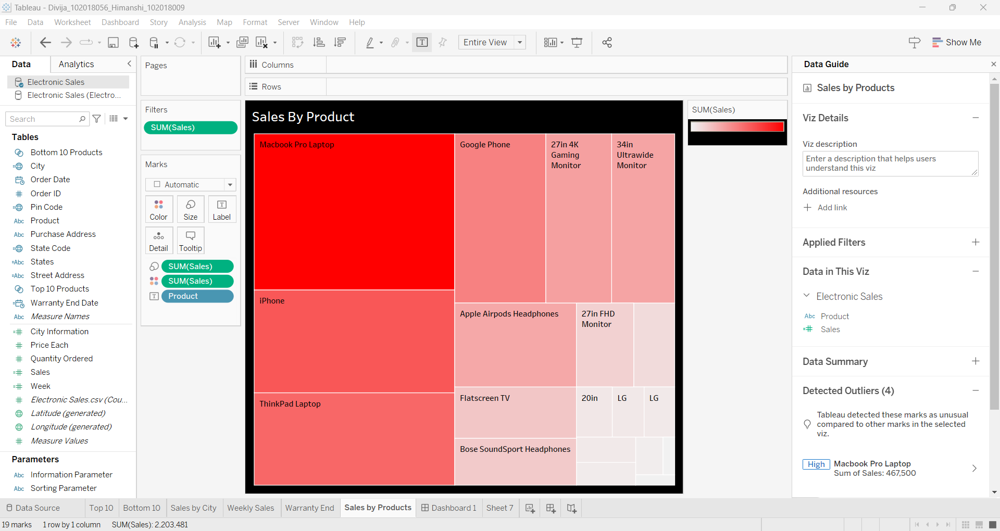 Tableau - Divija_102018056_Himanshi_102018009
File Data Worksheet Dashboard Story Analysis Map Format Server Window Help
Entire View
Show Me
Data Analytics
Electronic Sales
Electronic Sales (Electro...
Search
Tables
Bottom 10 Products
City
Order Date
Order ID
Pin Code
Abc Product
Abc Purchase Address
State Code
=Abc States
=Abc Street Address
Top 10 Products
Warranty End Date
Abc Measure Names
City Information
Price Each
Quantity Ordered
Sales
Week
Electronic Sales.csv (Cou...
Latitude (generated)
Longitude (generated)
Measure Values
Parameters
Abc Information Parameter
Abc Sorting Parameter
Pages
Filters
SUM(Sales)
Marks
Automatic
Color Size Label
Detail Tooltip
SUM(Sales)
SUM(Sales)
Product
Columns
Rows
Sales By Product
Macbook Pro Laptop
iPhone
ThinkPad Laptop
Google Phone
27in 4K
Gaming
Monitor
34in
Ultrawide
Monitor
Apple Airpods Headphones
27in FHD
Monitor
Flatscreen TV
20in
LG
LG
Bose SoundSport Headphones
SUM(Sales)
Data Guide
Sales by Products
Viz Details
Viz description
Enter a description that helps users
understand this viz
Additional resources
Add link
Applied Filters
Data in This Viz
Electronic Sales
Abc Product
Sales
Data Summary
Detected Outliers (4)
Tableau detected these marks as unusual
compared to other marks in the selected
viz.
High Macbook Pro Laptop
Sum of Sales: 467,500
Data Source Top 10 Bottom 10 Sales by City Weekly Sales Warranty End Sales by Products Dashboard 1 Sheet 7
19 marks 1 row by 1 column SUM(Sales): 2,203,481